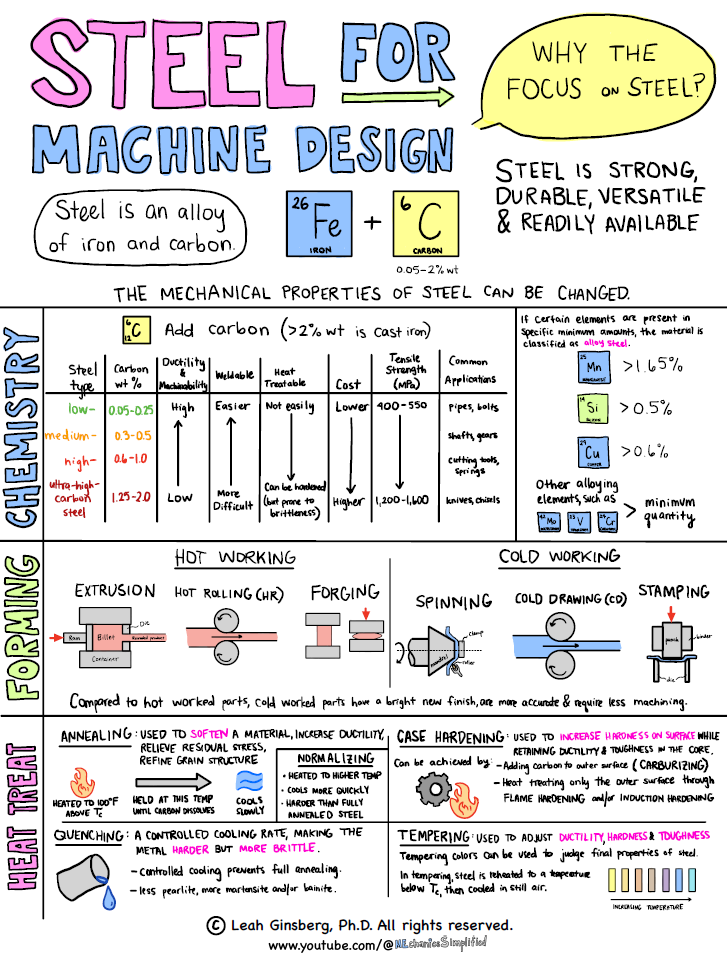 STEEL FOR
MACHINE DESIGN
WHY THE
FOCUS ON STEEL?
Steel is an alloy
of iron and carbon.
26
Fe
IRON
+
6
C
CARBON
0.05-2% wt
STEEL IS STRONG,
DURABLE, VERSATILE
& READILY AVAILABLE
THE MECHANICAL PROPERTIES OF STEEL CAN BE CHANGED.
CHEMISTRY
6
C
12
Add carbon (>2% wt is cast iron)
Steel type | Carbon wt % | Ductility & Machinability | Weldable | Heat Treatable | Cost | Tensile Strength (MPa) | Common Applications
low- 0.05-0.25 High Easier Not easily Lower 400-550 pipes, bolts
medium- 0.3-0.5 shafts, gears
high- 0.6-1.0 cutting tools, springs
ultra-high-carbon steel 1.25-2.0 Low More Difficult Can be hardened (but prone to brittleness) Higher 1,200-1,600 knives, chisels
If certain elements are present in
specific minimum amounts, the material is
classified as alloy steel.
25
Mn
MANGANESE
>1.65%
14
Si
SILICON
>0.5%
29
Cu
COPPER
>0.6%
Other alloying
elements, such as
42 Mo
23 V
24 Cr
> minimum
quantity
FORMING
HOT WORKING
EXTRUSION
Ram
Billet
Die
Extruded product
Container
HOT ROLLING (HR)
FORGING
COLD WORKING
SPINNING
mandrel
clamp
roller
COLD DRAWING (CD)
STAMPING
punch
binder
die
Compared to hot worked parts, cold worked parts have a bright new finish, are more accurate & require less machining.
HEAT TREAT
ANNEALING: USED TO SOFTEN A MATERIAL, INCREASE DUCTILITY,
RELIEVE RESIDUAL STRESS,
REFINE GRAIN STRUCTURE
HEATED TO 100°F
ABOVE Tc
HELD AT THIS TEMP
UNTIL CARBON DISSOLVES
COOLS
SLOWLY
NORMALIZING
• HEATED TO HIGHER TEMP
• COOLS MORE QUICKLY
• HARDER THAN FULLY
ANNEALED STEEL
CASE HARDENING: USED TO INCREASE HARDNESS ON SURFACE WHILE
RETAINING DUCTILITY & TOUGHNESS IN THE CORE.
Can be achieved by:
- Adding carbon to outer surface (CARBURIZING)
- Heat treating only the outer surface through
FLAME HARDENING and/or INDUCTION HARDENING
QUENCHING: A CONTROLLED COOLING RATE, MAKING THE
METAL HARDER BUT MORE BRITTLE.
- Controlled cooling prevents full annealing.
- less pearlite, more martensite and/or bainite.
TEMPERING: USED TO ADJUST DUCTILITY, HARDNESS & TOUGHNESS
Tempering colors can be used to judge final properties of steel.
In tempering, steel is reheated to a temperature
below Tc, then cooled in still air.
INCREASING TEMPERATURE
© Leah Ginsberg, Ph.D. All rights reserved.
www.youtube.com/@MEchanicsSimplified